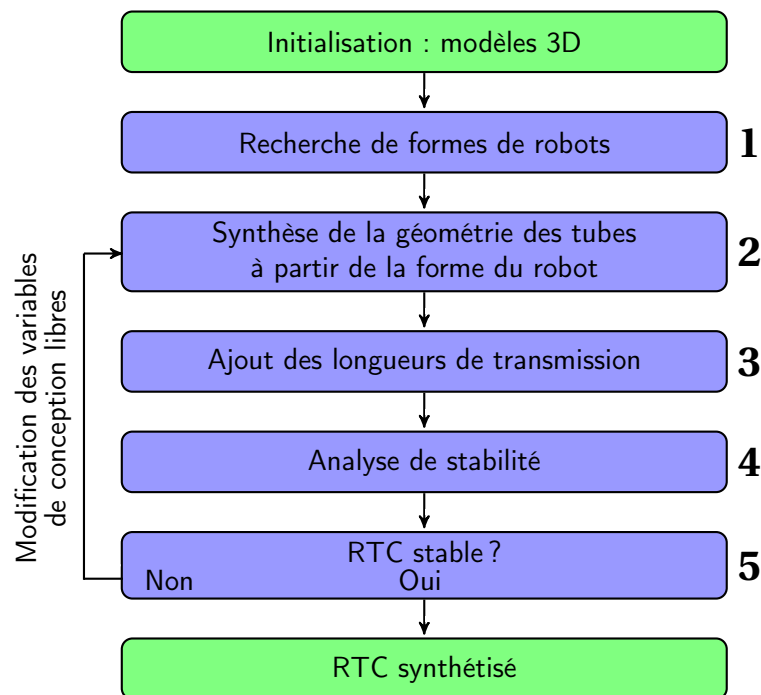 Initialisation : modèles 3D
Recherche de formes de robots
1
Synthèse de la géométrie des tubes
à partir de la forme du robot
2
Ajout des longueurs de transmission
3
Analyse de stabilité
4
RTC stable ?
Non Oui
5
RTC synthétisé
Modification des variables
de conception libres